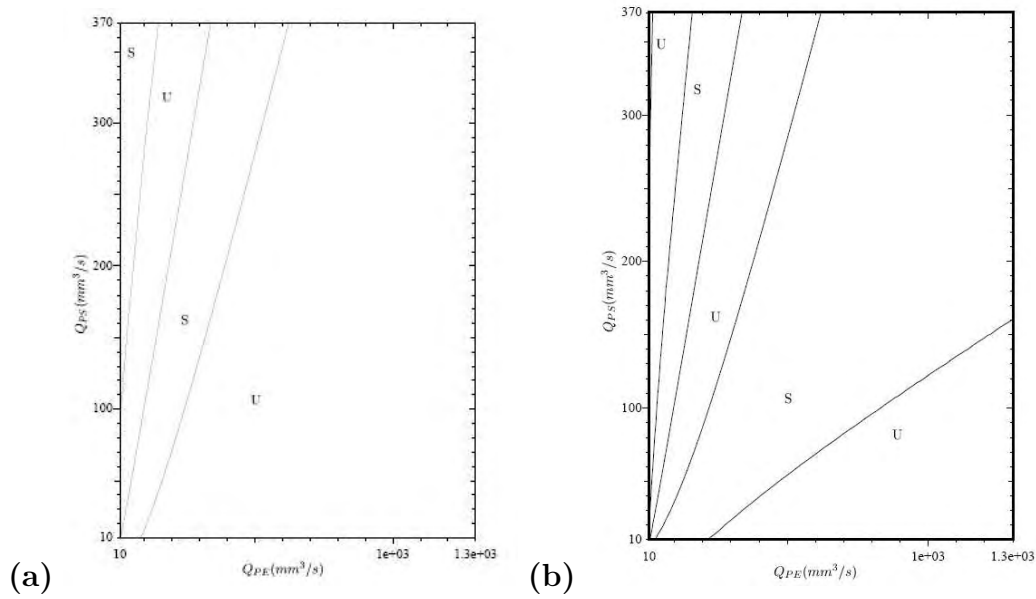 370
S
U
300
200
S
100
U
10
10
1e+03
1.3e+03
Q_{PS}(mm^3/s)
Q_{PE}(mm^3/s)
(a)
370
U
S
300
200
U
100
S
U
10
10
1e+03
1.3e+03
Q_{PS}(mm^3/s)
Q_{PE}(mm^3/s)
(b)